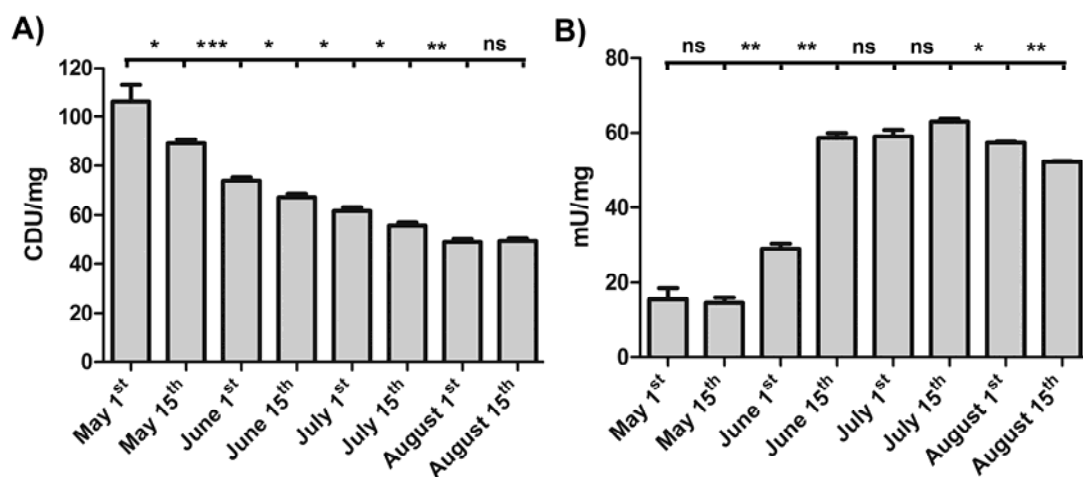 A)
* *** * * * ** ns
120
100
80
60
40
20
0
CDU/mg
May 1st
May 15th
June 1st
June 15th
July 1st
July 15th
August 1st
August 15th
B)
ns ** ** ns ns * **
80
60
40
20
0
mU/mg
May 1st
May 15th
June 1st
June 15th
July 1st
July 15th
August 1st
August 15th